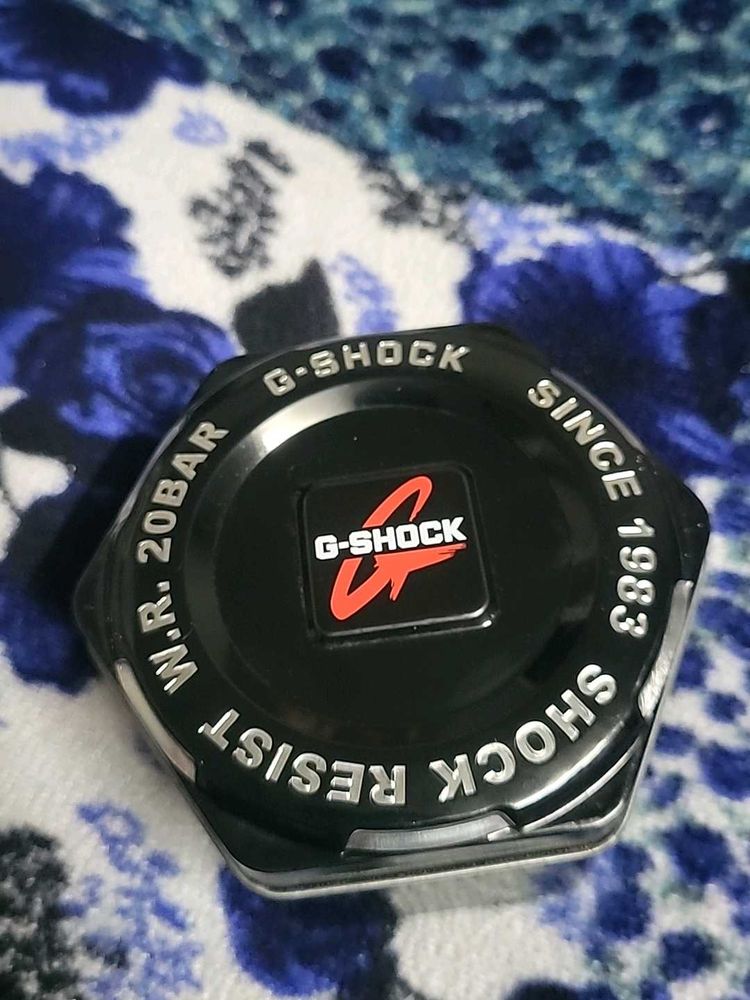 G-SHOCK
SINCE 1983
SHOCK RESIST
W.R. 20BAR
G-SHOCK